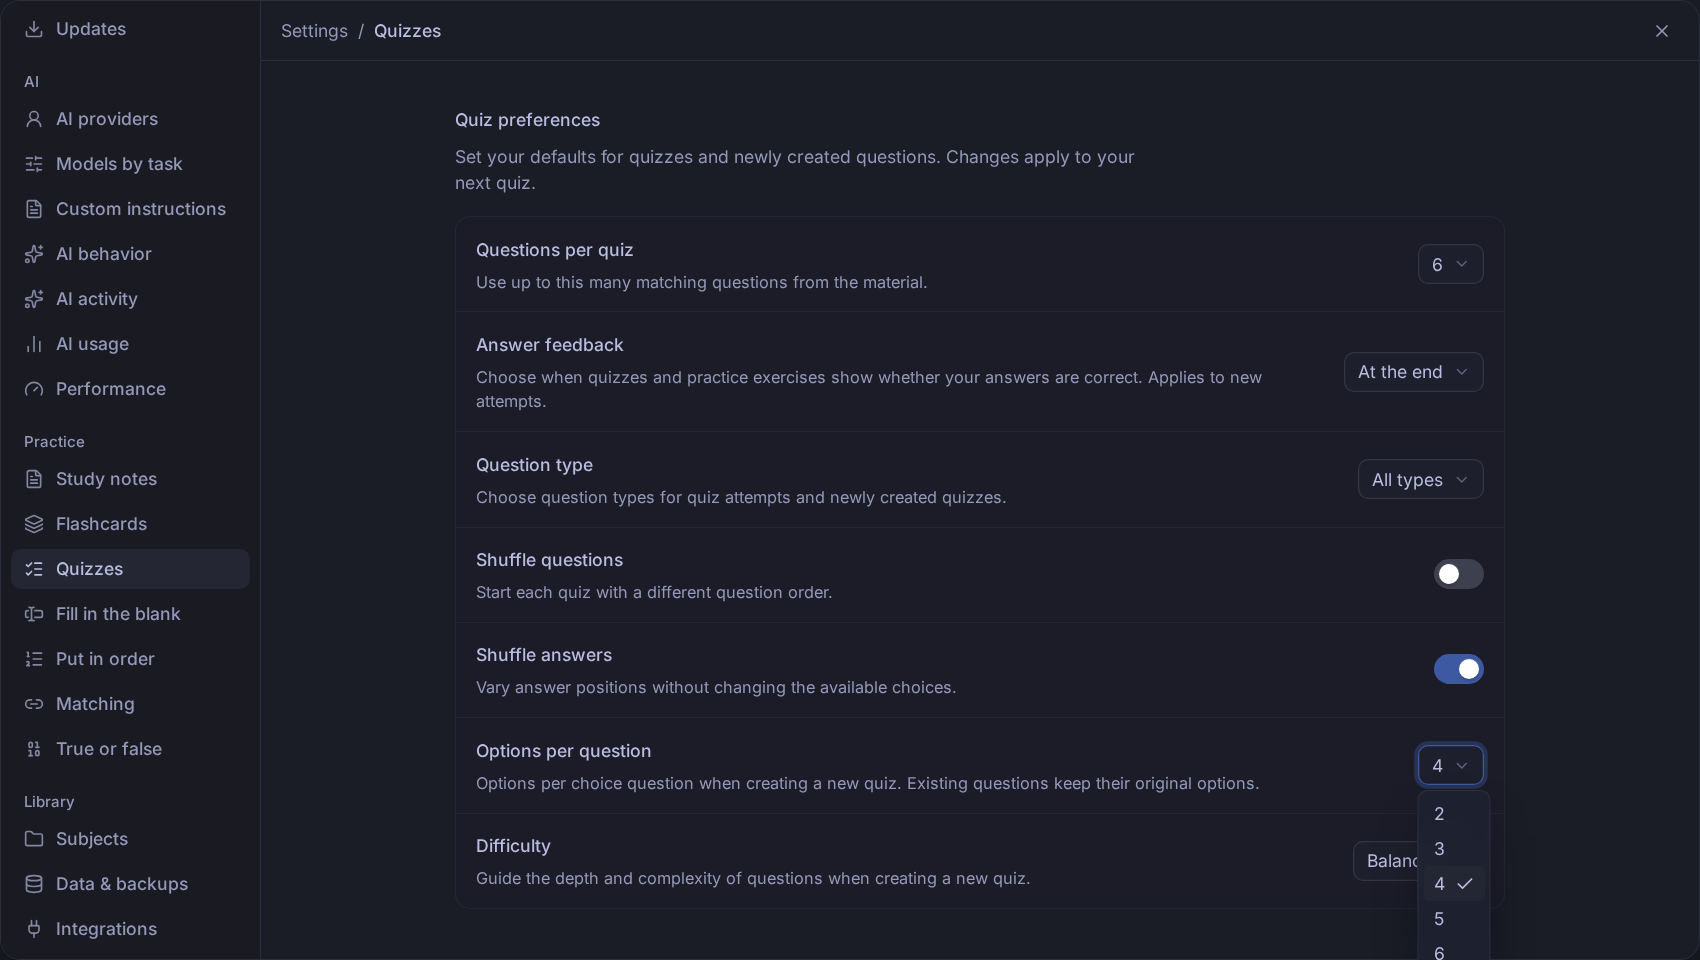 Updates
AI
AI providers
Models by task
Custom instructions
AI behavior
AI activity
AI usage
Performance
Practice
Study notes
Flashcards
Quizzes
Fill in the blank
Put in order
Matching
True or false
Library
Subjects
Data & backups
Integrations
Settings / Quizzes
Quiz preferences
Set your defaults for quizzes and newly created questions. Changes apply to your
next quiz.
Questions per quiz
Use up to this many matching questions from the material.
6
Answer feedback
Choose when quizzes and practice exercises show whether your answers are correct. Applies to new
attempts.
At the end
Question type
Choose question types for quiz attempts and newly created quizzes.
All types
Shuffle questions
Start each quiz with a different question order.
Shuffle answers
Vary answer positions without changing the available choices.
Options per question
Options per choice question when creating a new quiz. Existing questions keep their original options.
4
Difficulty
Guide the depth and complexity of questions when creating a new quiz.
2
3
4
5
6